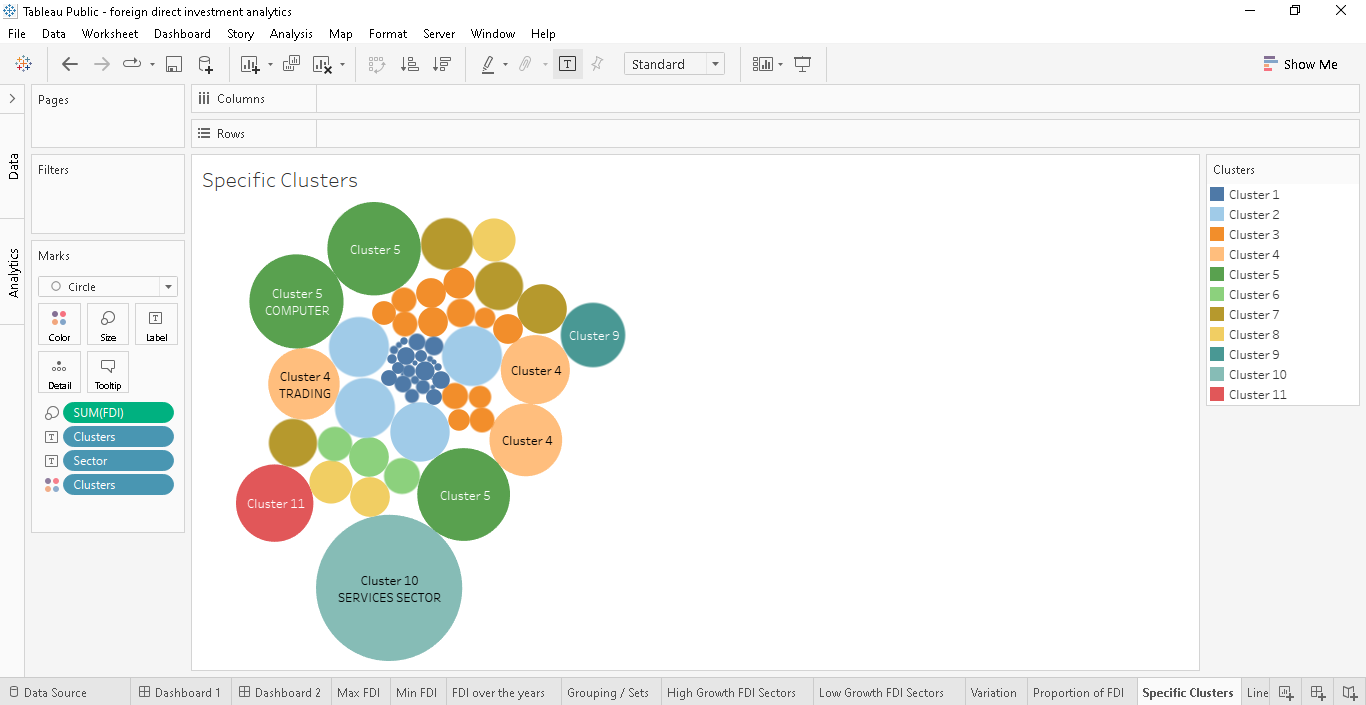 Tableau Public - foreign direct investment analytics
File Data Worksheet Dashboard Story Analysis Map Format Server Window Help
Standard
Show Me
Pages
Columns
Rows
Data
Filters
Analytics
Marks
Circle
Color Size Label
Detail Tooltip
SUM(FDI)
Clusters
Sector
Clusters
Specific Clusters
Cluster 5
Cluster 5
COMPUTER
Cluster 9
Cluster 4
TRADING
Cluster 4
Cluster 4
Cluster 5
Cluster 11
Cluster 10
SERVICES SECTOR
Clusters
Cluster 1
Cluster 2
Cluster 3
Cluster 4
Cluster 5
Cluster 6
Cluster 7
Cluster 8
Cluster 9
Cluster 10
Cluster 11
Data Source Dashboard 1 Dashboard 2 Max FDI Min FDI FDI over the years Grouping / Sets High Growth FDI Sectors Low Growth FDI Sectors Variation Proportion of FDI Specific Clusters Line